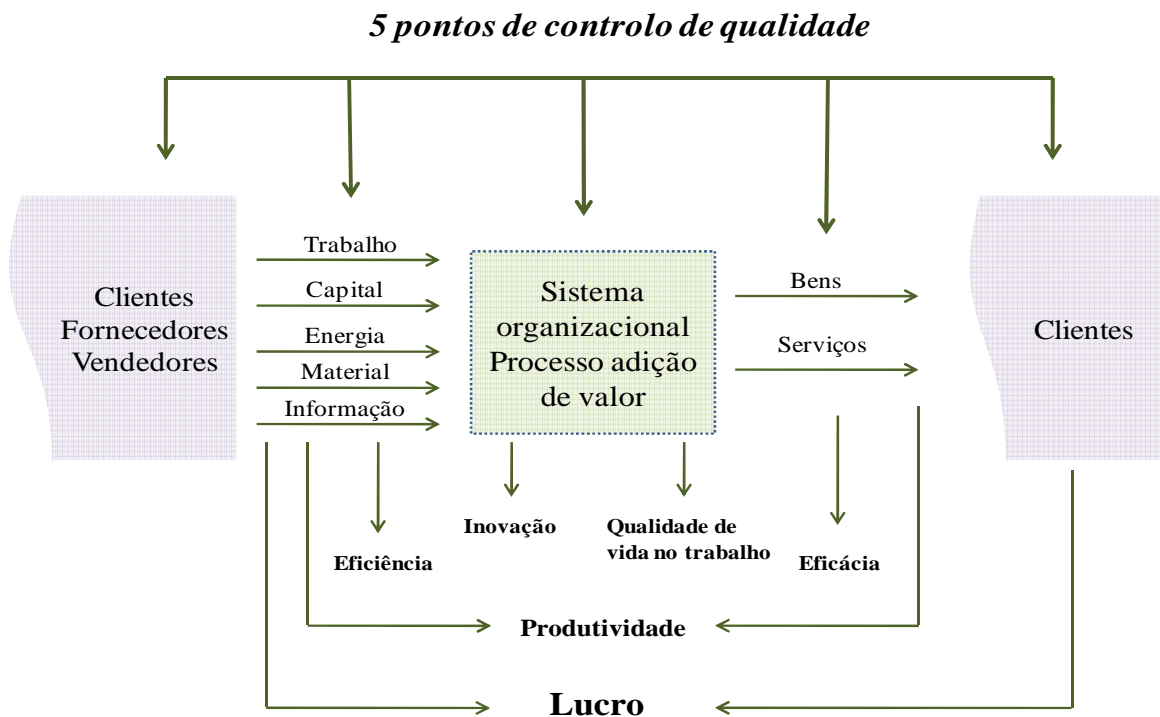 5 pontos de controlo de qualidade
Clientes
Fornecedores
Vendedores
Trabalho
Capital
Energia
Material
Informação
Sistema
organizacional
Processo adição
de valor
Bens
Serviços
Clientes
Eficiência
Inovação
Qualidade de
vida no trabalho
Eficácia
Produtividade
Lucro